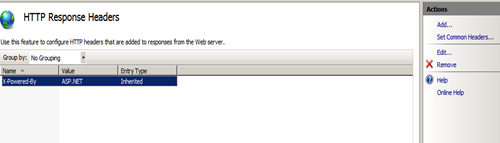 HTTP Response Headers
Use this feature to configure HTTP headers that are added to responses from the Web server.
Group by: No Grouping
Name Value Entry Type
X-Powered-By ASP.NET Inherited
Actions
Add...
Set Common Headers...
Edit...
Remove
Help
Online Help